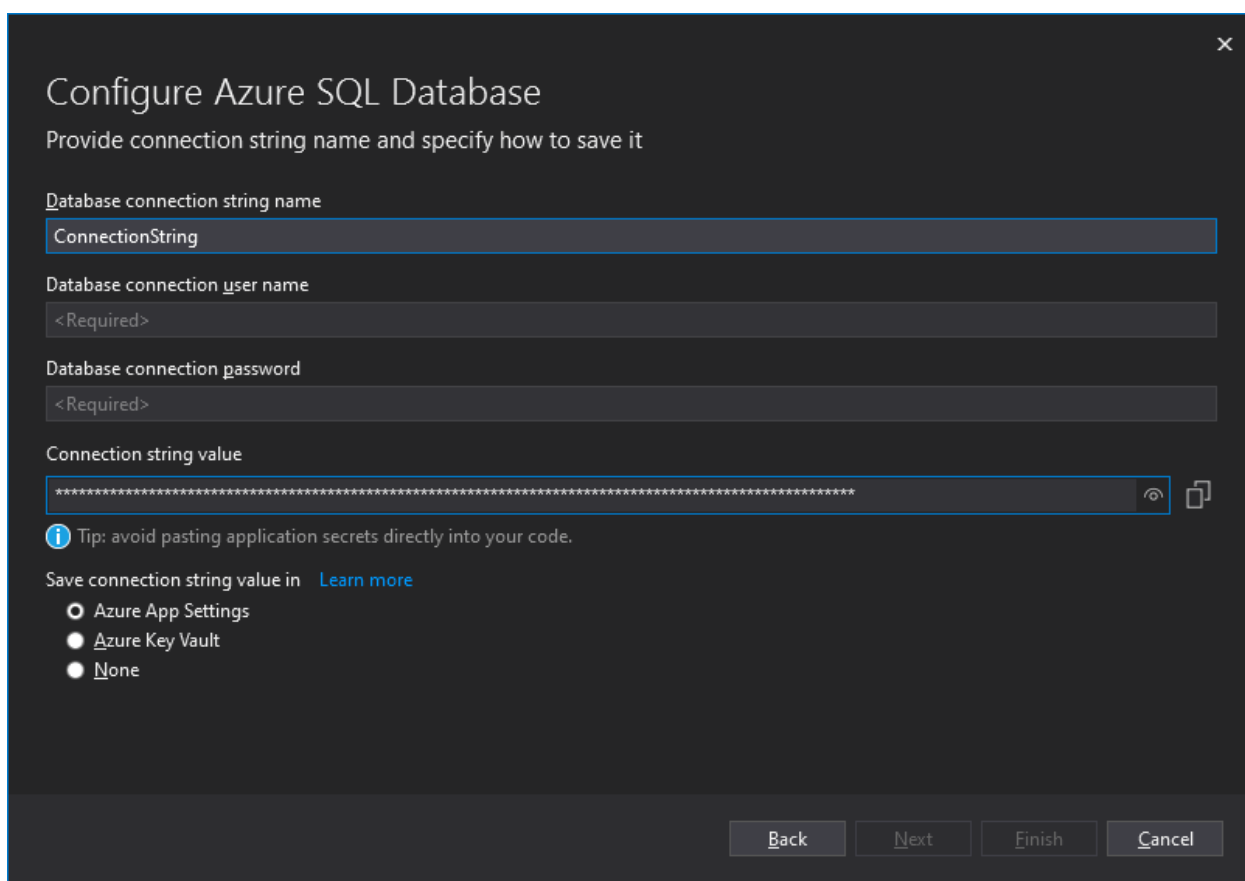 Configure Azure SQL Database
Provide connection string name and specify how to save it
Database connection string name
ConnectionString
Database connection user name
<Required>
Database connection password
<Required>
Connection string value
*******************************************************************************************************
Tip: avoid pasting application secrets directly into your code.
Save connection string value in Learn more
Azure App Settings
Azure Key Vault
None
Back Next Finish Cancel